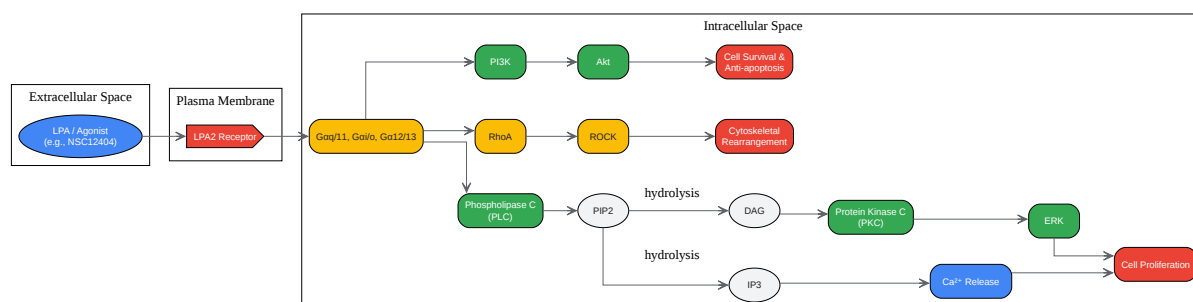 Intracellular Space
Extracellular Space
LPA / Agonist
(e.g., NSC12404)
Plasma Membrane
LPA2 Receptor
Gαq/11, Gαi/o, Gα12/13
PI3K
Akt
Cell Survival &
Anti-apoptosis
RhoA
ROCK
Cytoskeletal
Rearrangement
Phospholipase C
(PLC)
PIP2
hydrolysis
DAG
Protein Kinase C
(PKC)
ERK
hydrolysis
IP3
Ca²⁺ Release
Cell Proliferation